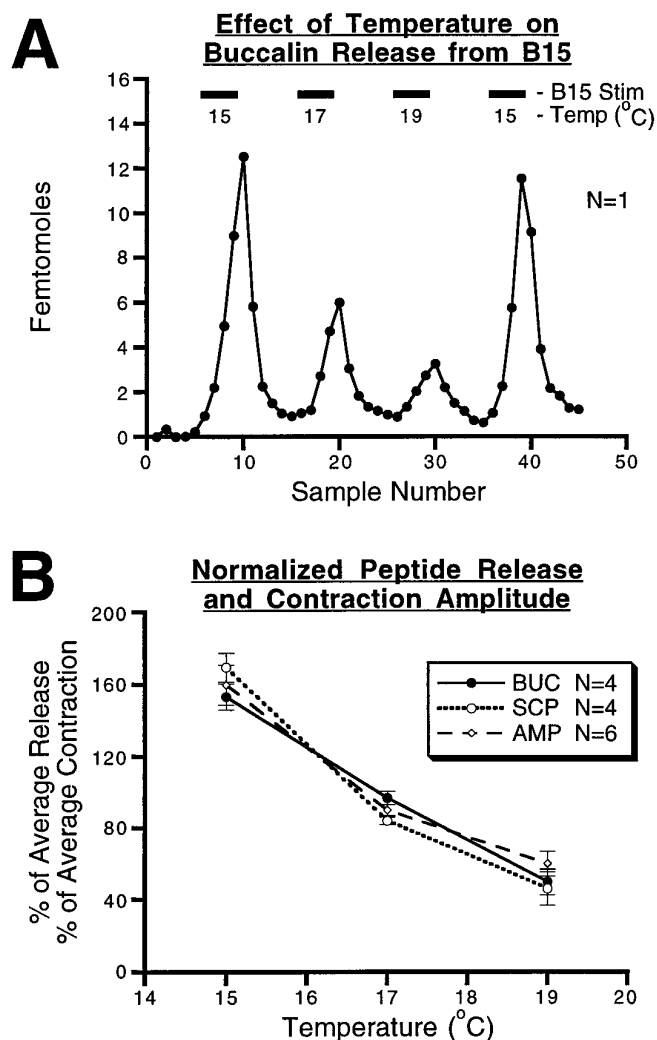 A
Effect of Temperature on
Buccalin Release from B15
16
14
12
10
8
6
4
2
0
Femtomoles
- B15 Stim
15 17 19 15 - Temp (°C)
N=1
0 10 20 30 40 50
Sample Number
B
Normalized Peptide Release
and Contraction Amplitude
200
160
120
80
40
0
% of Average Release
% of Average Contraction
BUC N=4
SCP N=4
AMP N=6
14 15 16 17 18 19 20
Temperature (°C)